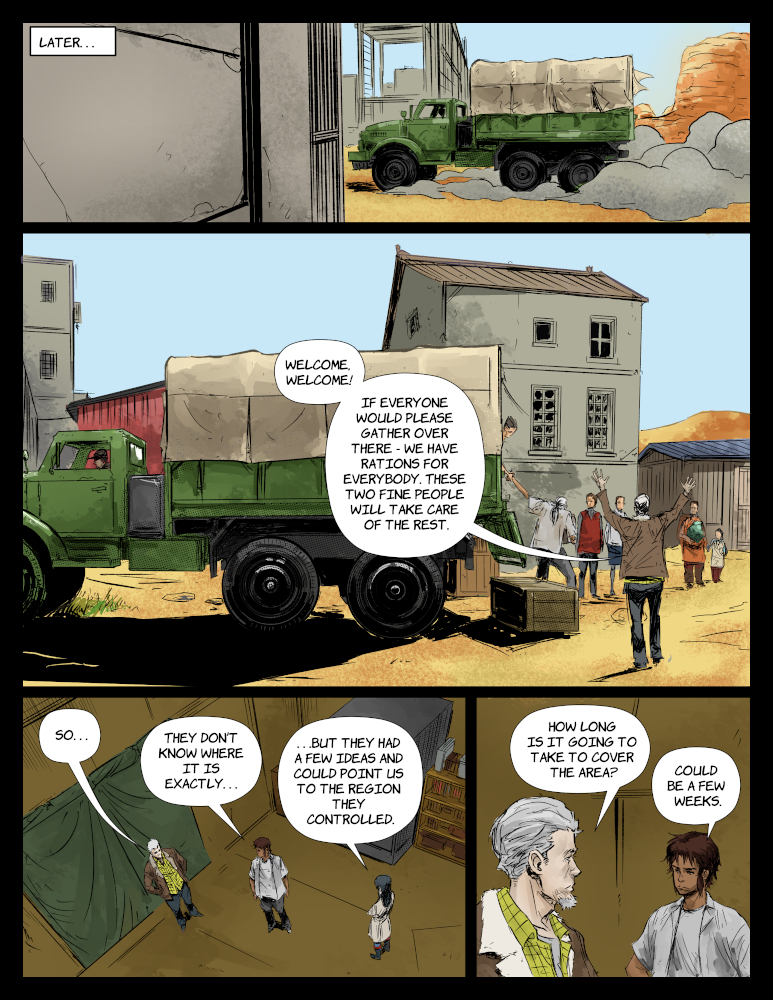 LATER...
WELCOME,
WELCOME!
IF EVERYONE
WOULD PLEASE
GATHER OVER
THERE - WE HAVE
RATIONS FOR
EVERYBODY. THESE
TWO FINE PEOPLE
WILL TAKE CARE
OF THE REST.
SO...
THEY DON'T
KNOW WHERE
IT IS
EXACTLY...
...BUT THEY HAD
A FEW IDEAS AND
COULD POINT US
TO THE REGION
THEY
CONTROLLED.
HOW LONG
IS IT GOING TO
TAKE TO COVER
THE AREA?
COULD
BE A FEW
WEEKS.